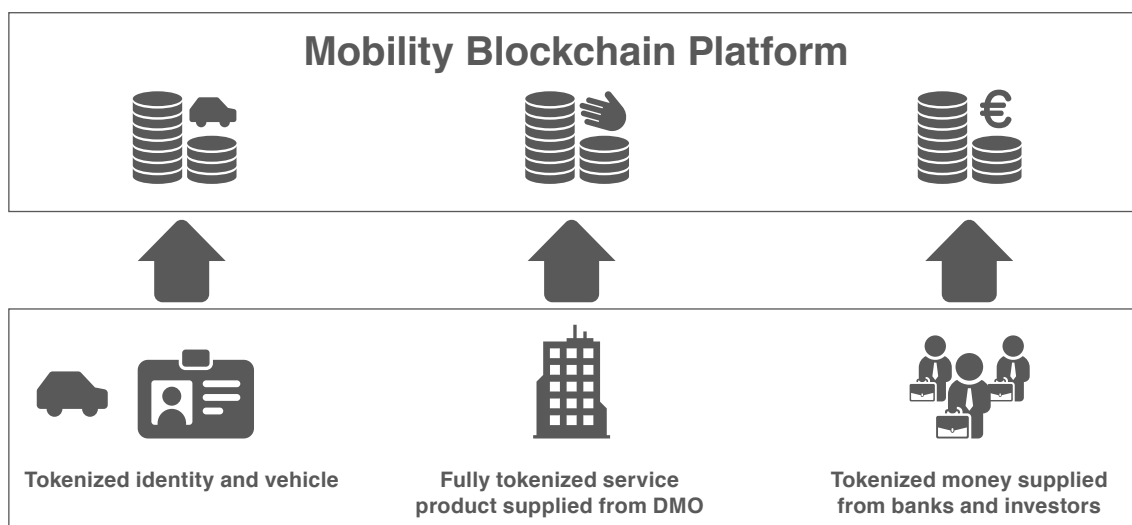 Mobility Blockchain Platform
€
Tokenized identity and vehicle
Fully tokenized service
product supplied from DMO
Tokenized money supplied
from banks and investors